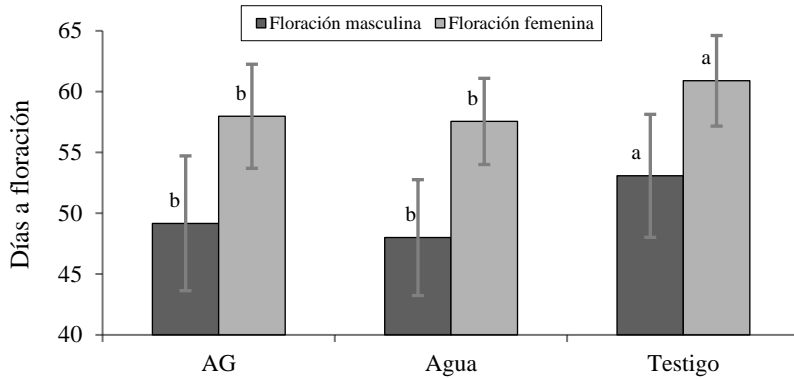 Floración masculina Floración femenina
65
60
55
50
45
40
Días a floración
b
b
b
b
a
a
AG Agua Testigo